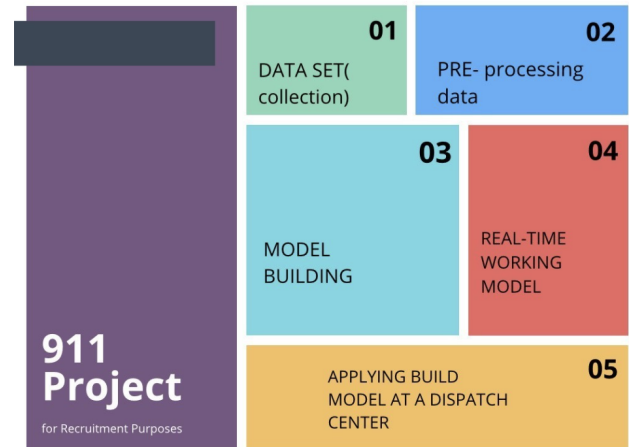 01
DATA SET(
collection)
02
PRE- processing
data
03
MODEL
BUILDING
04
REAL-TIME
WORKING
MODEL
911
Project
for Recruitment Purposes
05
APPLYING BUILD
MODEL AT A DISPATCH
CENTER